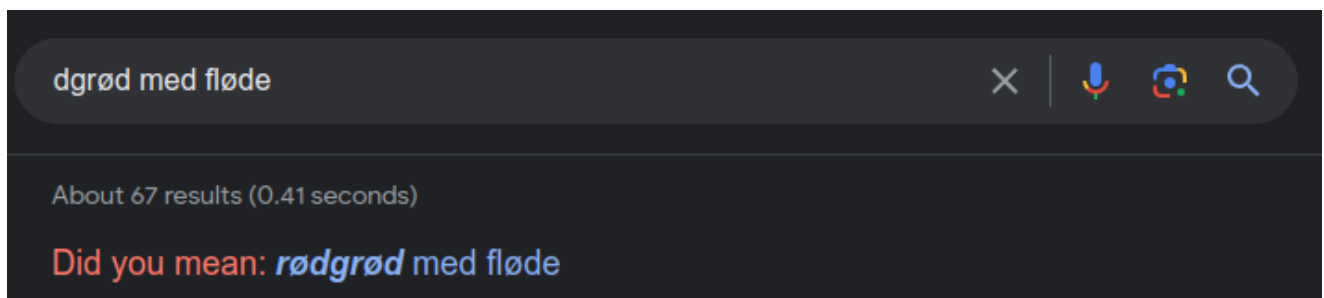 dgrød med fløde
About 67 results (0.41 seconds)
Did you mean: rødgrød med fløde